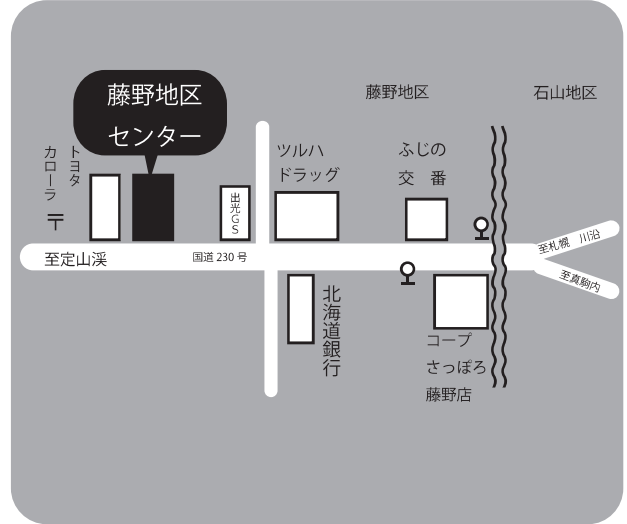 藤野地区
センター
藤野地区
石山地区
トヨタ
カローラ
〒
出光GS
ツルハ
ドラッグ
ふじの
交　番
至定山渓
国道 230 号
至札幌　川沿
至真駒内
北海道銀行
コープ
さっぽろ
藤野店